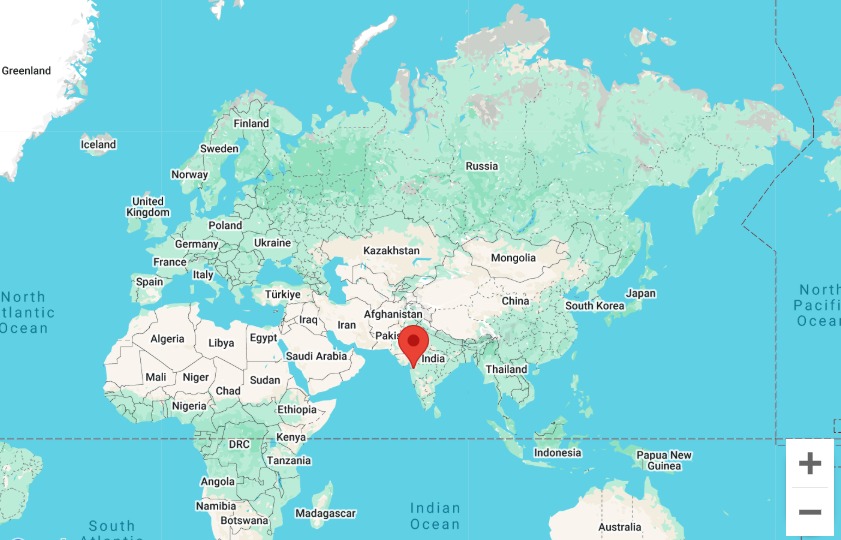 Greenland
Iceland
Finland
Sweden
Norway
Russia
United
Kingdom
Poland
Germany
Ukraine
France
Kazakhstan
Mongolia
Italy
Spain
Türkiye
China
Japan
South Korea
North
tlantic
Ocean
North
Pacifi
Ocean
Afghanistan
Iraq
Iran
Pakis
Algeria
Libya
Egypt
Saudi Arabia
India
Thailand
Mali
Niger
Chad
Sudan
Nigeria
Ethiopia
DRC
Kenya
Tanzania
Indonesia
Papua New
Guinea
Angola
Namibia
Botswana
Madagascar
Indian
Ocean
South
Atlantic
Australia
+
−